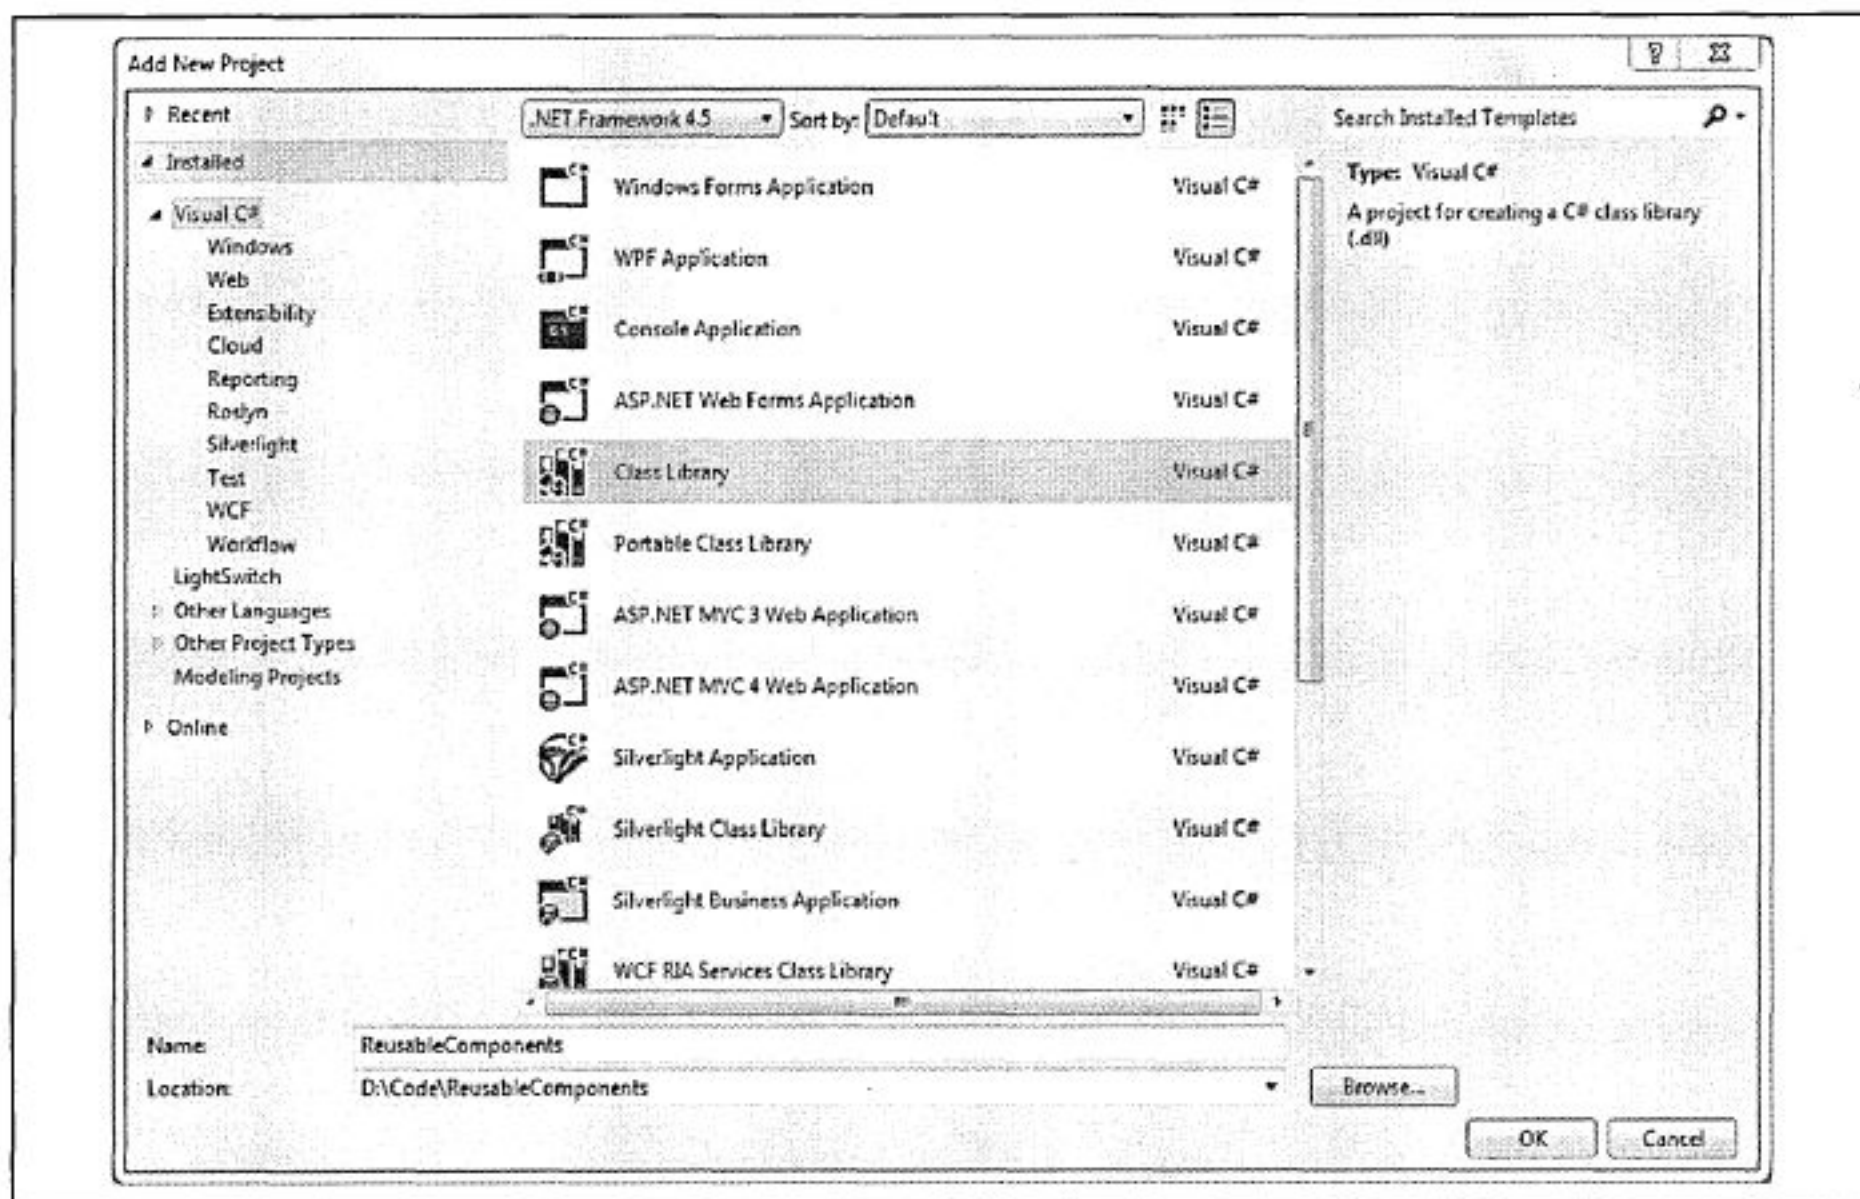 Add New Project
Recent
Installed
Visual C#
Windows
Web
Extensibility
Cloud
Reporting
Roslyn
Silverlight
Test
WCF
Workflow
LightSwitch
Other Languages
Other Project Types
Modeling Projects
Online
.NET Framework 4.5
Sort by: Default
Windows Forms Application Visual C#
WPF Application Visual C#
Console Application Visual C#
ASP.NET Web Forms Application Visual C#
Class Library Visual C#
Portable Class Library Visual C#
ASP.NET MVC 3 Web Application Visual C#
ASP.NET MVC 4 Web Application Visual C#
Silverlight Application Visual C#
Silverlight Class Library Visual C#
Silverlight Business Application Visual C#
WCF RIA Services Class Library Visual C#
Search Installed Templates
Type: Visual C#
A project for creating a C# class library
(.dll)
Name: ReusableComponents
Location: D:\Code\ReusableComponents
Browse...
OK Cancel